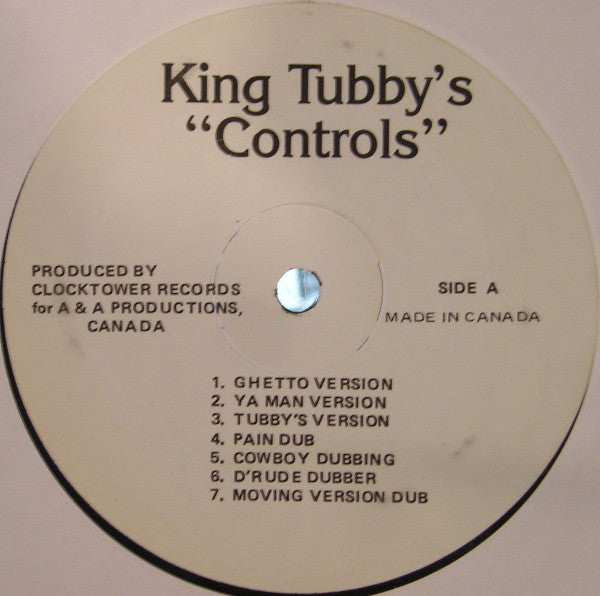 King Tubby's
“Controls”
PRODUCED BY
CLOCKTOWER RECORDS
for A & A PRODUCTIONS,
CANADA
SIDE A
MADE IN CANADA
1. GHETTO VERSION
2. YA MAN VERSION
3. TUBBY'S VERSION
4. PAIN DUB
5. COWBOY DUBBING
6. D'RUDE DUBBER
7. MOVING VERSION DUB